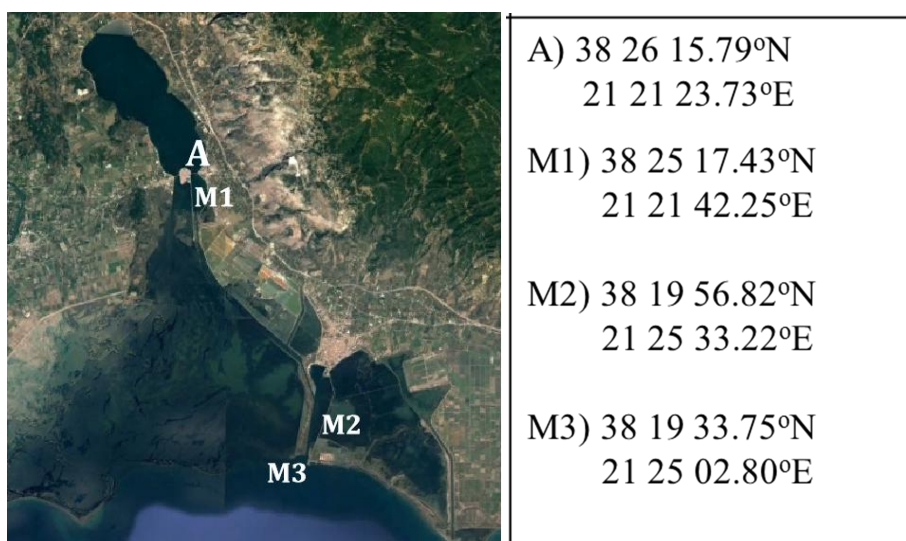 A
M1
M2
M3
A) 38 26 15.79ºN
21 21 23.73ºE
M1) 38 25 17.43ºN
21 21 42.25ºE
M2) 38 19 56.82ºN
21 25 33.22ºE
M3) 38 19 33.75ºN
21 25 02.80ºE